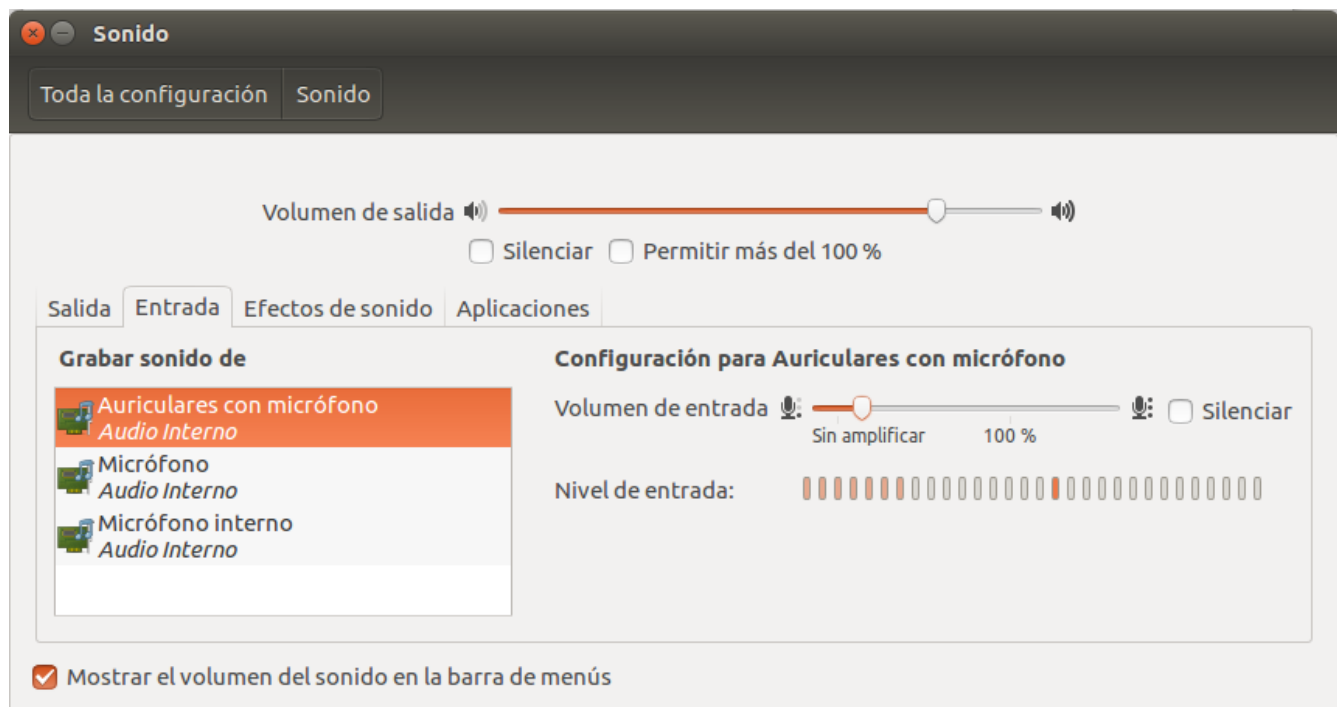 Sonido
Toda la configuración Sonido
Volumen de salida
Silenciar Permitir más del 100 %
Salida Entrada Efectos de sonido Aplicaciones
Grabar sonido de
Auriculares con micrófono
Audio Interno
Micrófono
Audio Interno
Micrófono interno
Audio Interno
Configuración para Auriculares con micrófono
Volumen de entrada Silenciar
Sin amplificar 100 %
Nivel de entrada:
Mostrar el volumen del sonido en la barra de menús